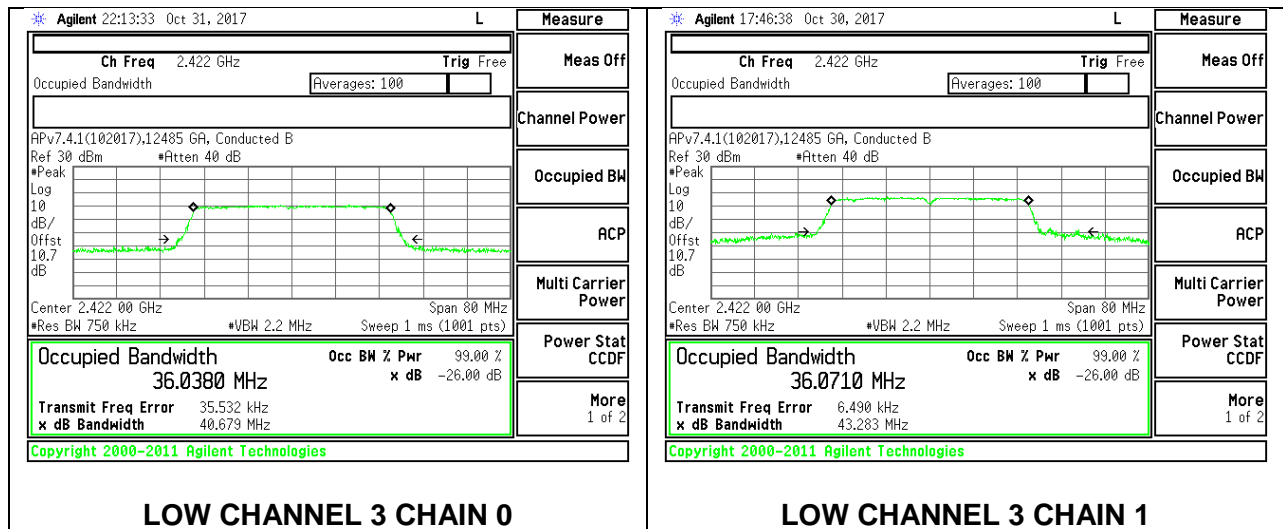 Agilent 22:13:33 Oct 31, 2017 L
Measure
Ch Freq 2.422 GHz Trig Free
Occupied Bandwidth Averages: 100
APv7.4.1(102017),12485 GA, Conducted B
Ref 30 dBm #Atten 40 dB
#Peak
Log
10
dB/
Offst
10.7
dB
Center 2.422 00 GHz Span 80 MHz
#Res BW 750 kHz #VBW 2.2 MHz Sweep 1 ms (1001 pts)
Occupied Bandwidth Occ BW % Pwr 99.00 %
36.0380 MHz x dB -26.00 dB
Transmit Freq Error 35.532 kHz
x dB Bandwidth 40.679 MHz
Copyright 2000-2011 Agilent Technologies
Meas Off
Channel Power
Occupied BW
ACP
Multi Carrier
Power
Power Stat
CCDF
More
1 of 2
LOW CHANNEL 3 CHAIN 0
Agilent 17:46:38 Oct 30, 2017 L
Measure
Ch Freq 2.422 GHz Trig Free
Occupied Bandwidth Averages: 100
APv7.4.1(102017),12485 GA, Conducted B
Ref 30 dBm #Atten 40 dB
#Peak
Log
10
dB/
Offst
10.7
dB
Center 2.422 00 GHz Span 80 MHz
#Res BW 750 kHz #VBW 2.2 MHz Sweep 1 ms (1001 pts)
Occupied Bandwidth Occ BW % Pwr 99.00 %
36.0710 MHz x dB -26.00 dB
Transmit Freq Error 6.490 kHz
x dB Bandwidth 43.283 MHz
Copyright 2000-2011 Agilent Technologies
Meas Off
Channel Power
Occupied BW
ACP
Multi Carrier
Power
Power Stat
CCDF
More
1 of 2
LOW CHANNEL 3 CHAIN 1